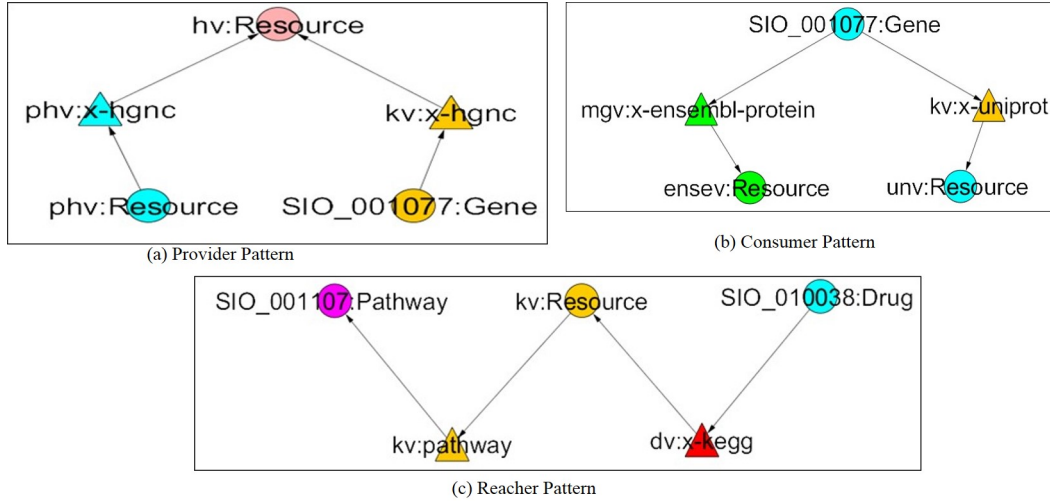 hv:Resource
phv:x-hgnc
kv:x-hgnc
phv:Resource
SIO_001077:Gene
(a) Provider Pattern
SIO_001077:Gene
mgv:x-ensembl-protein
kv:x-uniprot
ensev:Resource
unv:Resource
(b) Consumer Pattern
SIO_001107:Pathway
kv:Resource
SIO_010038:Drug
kv:pathway
dv:x-kegg
(c) Reacher Pattern